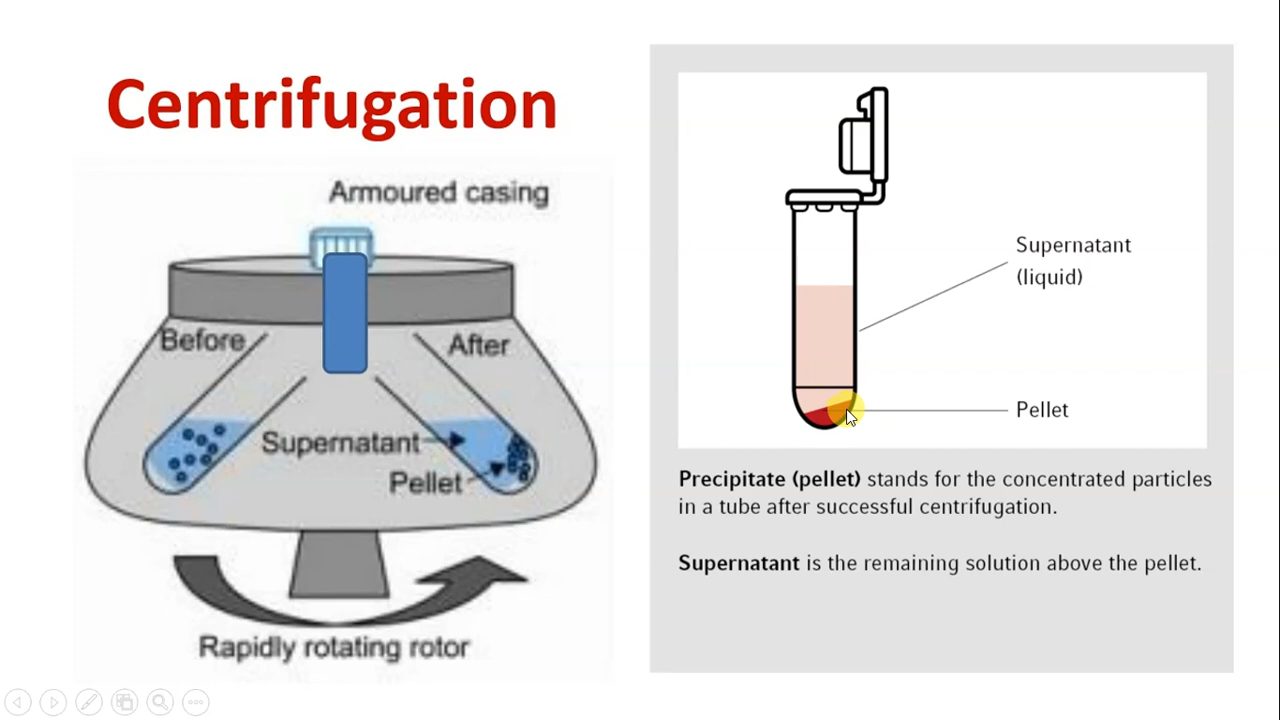 Centrifugation
Armoured casing
Before
After
Supernatant
Pellet
Rapidly rotating rotor
Supernatant
(liquid)
Pellet
Precipitate (pellet) stands for the concentrated particles
in a tube after successful centrifugation.
Supernatant is the remaining solution above the pellet.